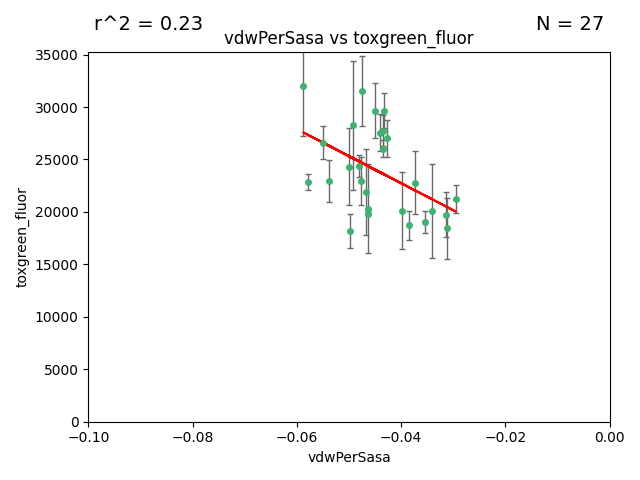 r^2 = 0.23
N = 27
vdwPerSasa vs toxgreen_fluor
35000
30000
25000
20000
15000
10000
5000
0
toxgreen_fluor
−0.10
−0.08
−0.06
−0.04
−0.02
0.00
vdwPerSasa